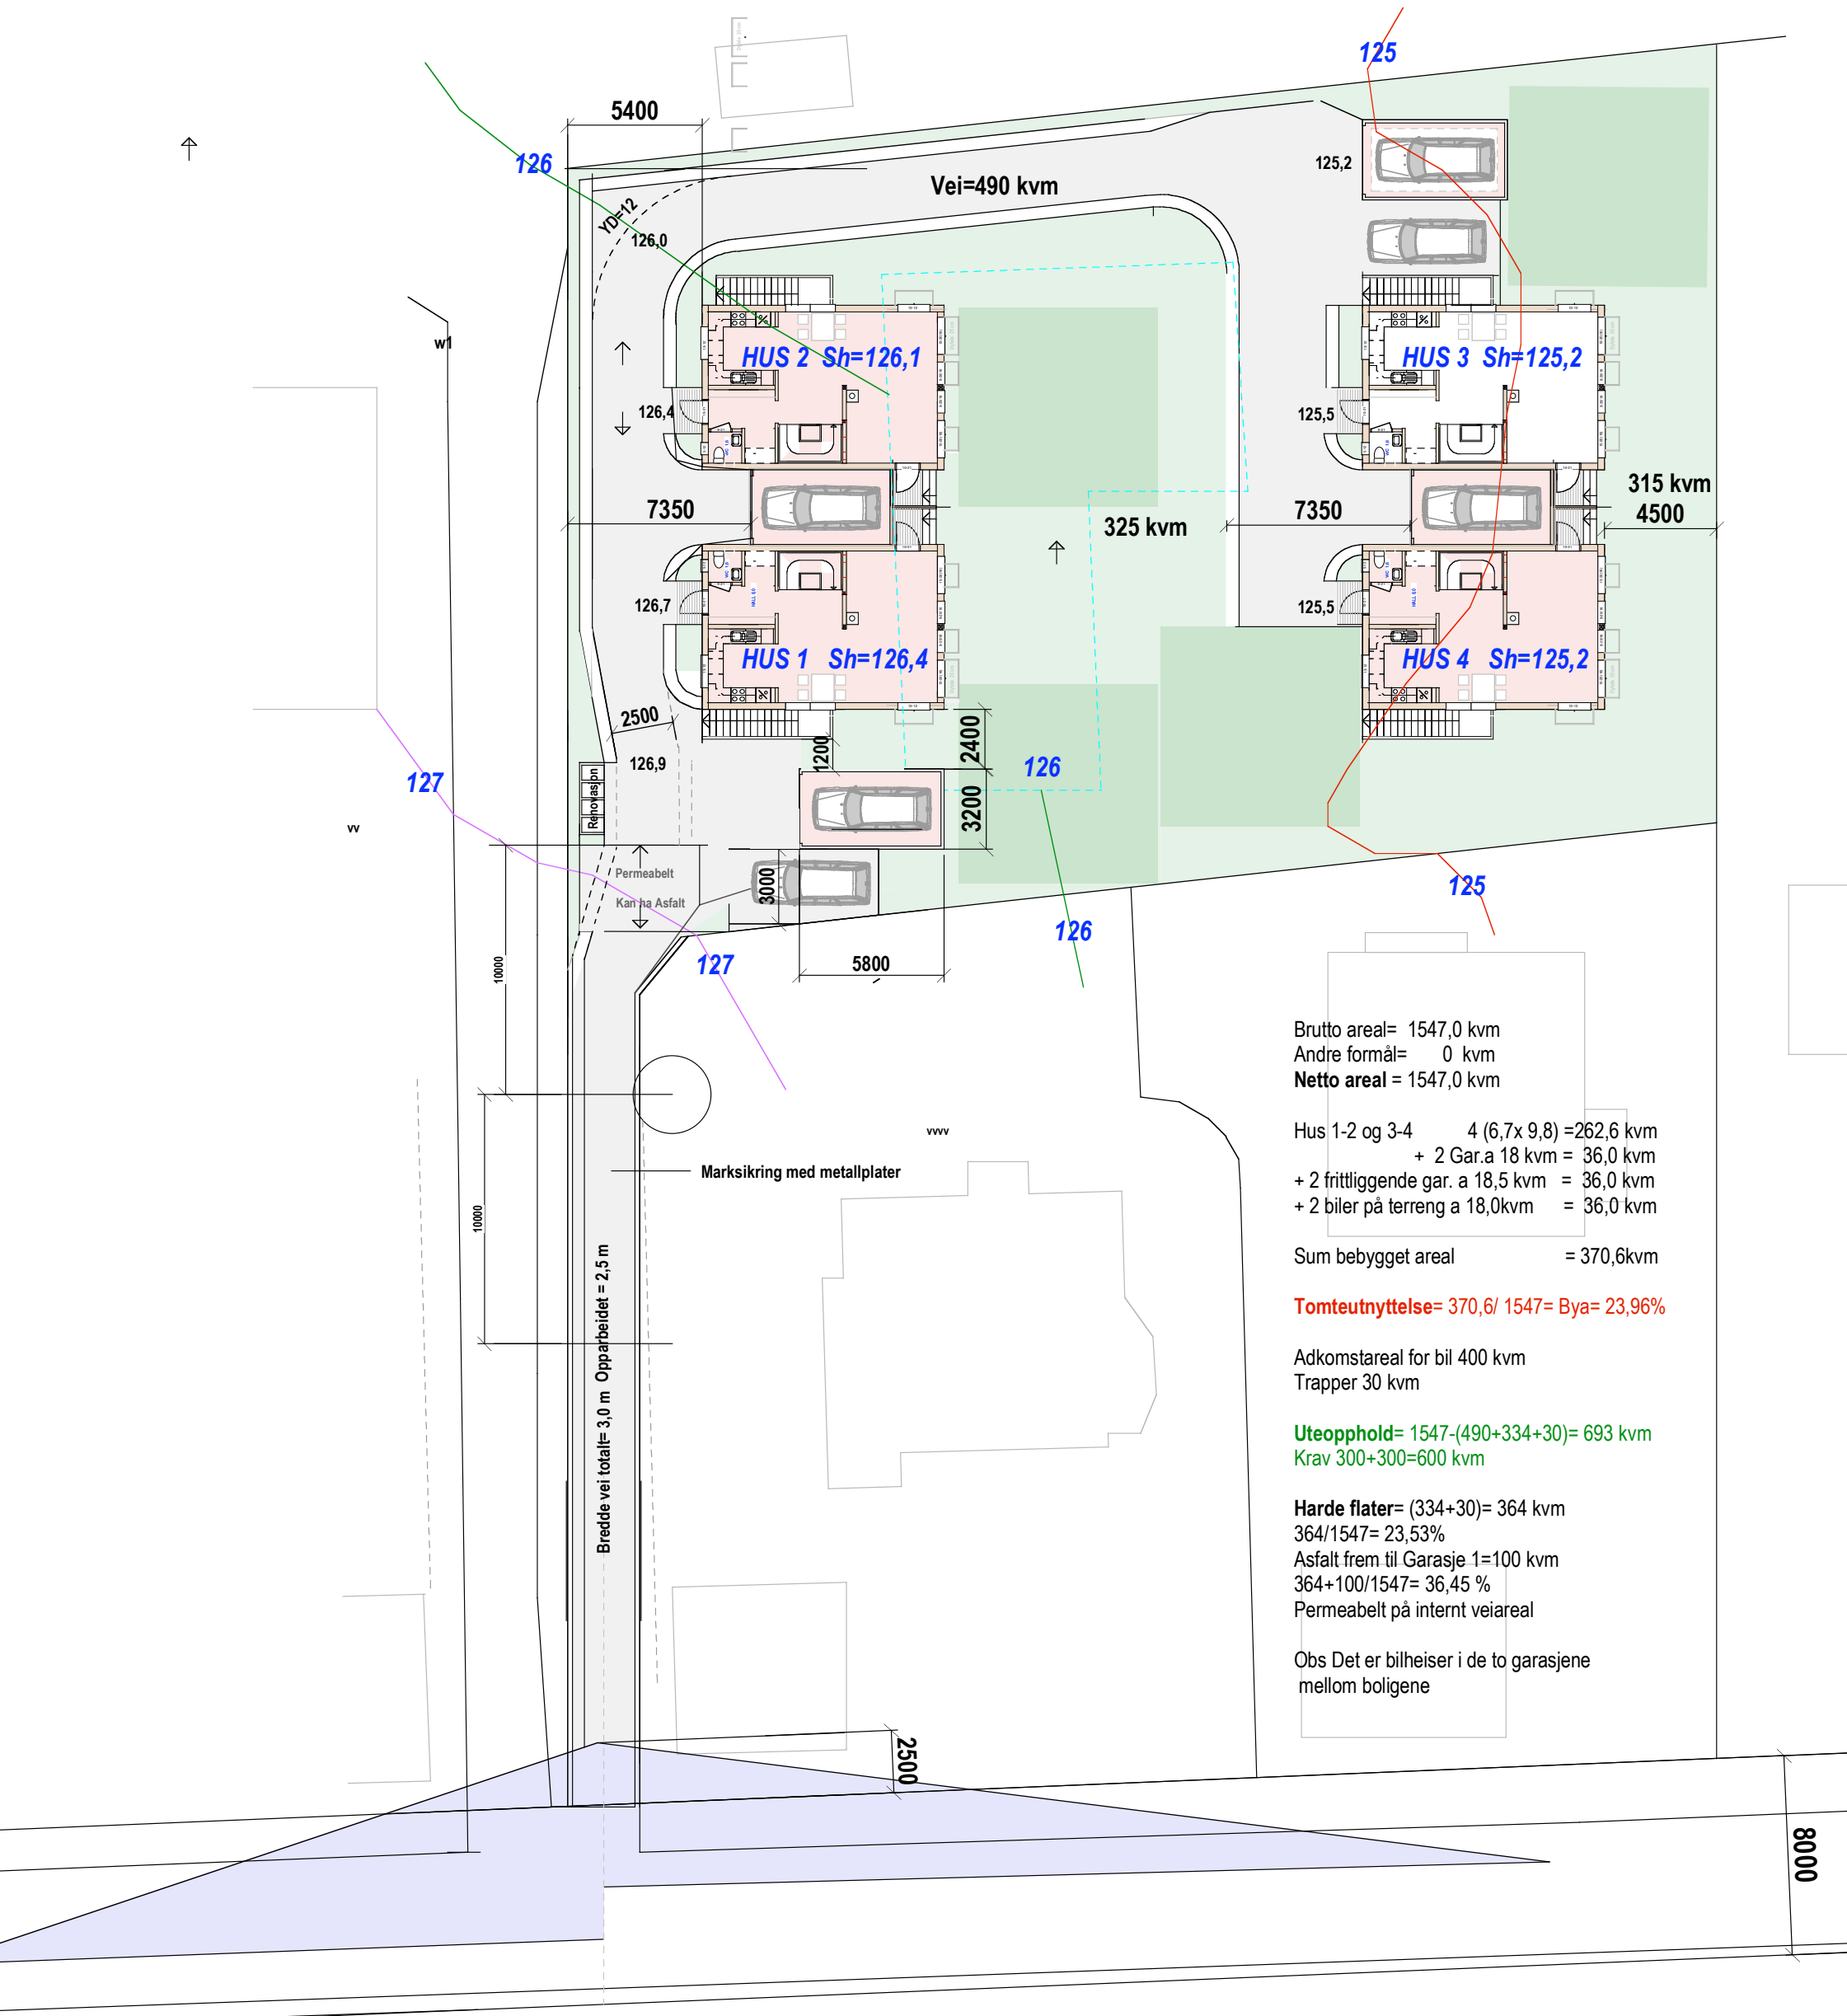 125
5400
126
125,2
Vei=490 kvm
YD=12
126,0
w1
HUS 2 Sh=126,1
HUS 3 Sh=125,2
126,4
125,5
315 kvm
7350
325 kvm
7350
4500
126,7
HALL 5,0
125,5
HALL 5,0
HUS 1 Sh=126,4
HUS 4 Sh=125,2
2500
2400
1200
126,9
126
127
Renovasjon
3200
vv
Permeabelt
3000
125
Kan ha Asfalt
126
127
5800
10000
Brutto areal= 1547,0 kvm
Andre formål= 0 kvm
Netto areal = 1547,0 kvm
vvvv
Hus 1-2 og 3-4 4 (6,7x 9,8) =262,6 kvm
+ 2 Gar.a 18 kvm = 36,0 kvm
Marksikring med metallplater
+ 2 frittliggende gar. a 18,5 kvm = 36,0 kvm
+ 2 biler på terreng a 18,0kvm = 36,0 kvm
10000
Sum bebygget areal = 370,6kvm
Bredde vei totalt= 3,0 m Opparbeidet = 2,5 m
Tomteutnyttelse= 370,6/ 1547= Bya= 23,96%
Adkomstareal for bil 400 kvm
Trapper 30 kvm
Uteopphold= 1547-(490+334+30)= 693 kvm
Krav 300+300=600 kvm
Harde flater= (334+30)= 364 kvm
364/1547= 23,53%
Asfalt frem til Garasje 1=100 kvm
364+100/1547= 36,45 %
Permeabelt på internt veiareal
Obs Det er bilheiser i de to garasjene
mellom boligene
2500
8000